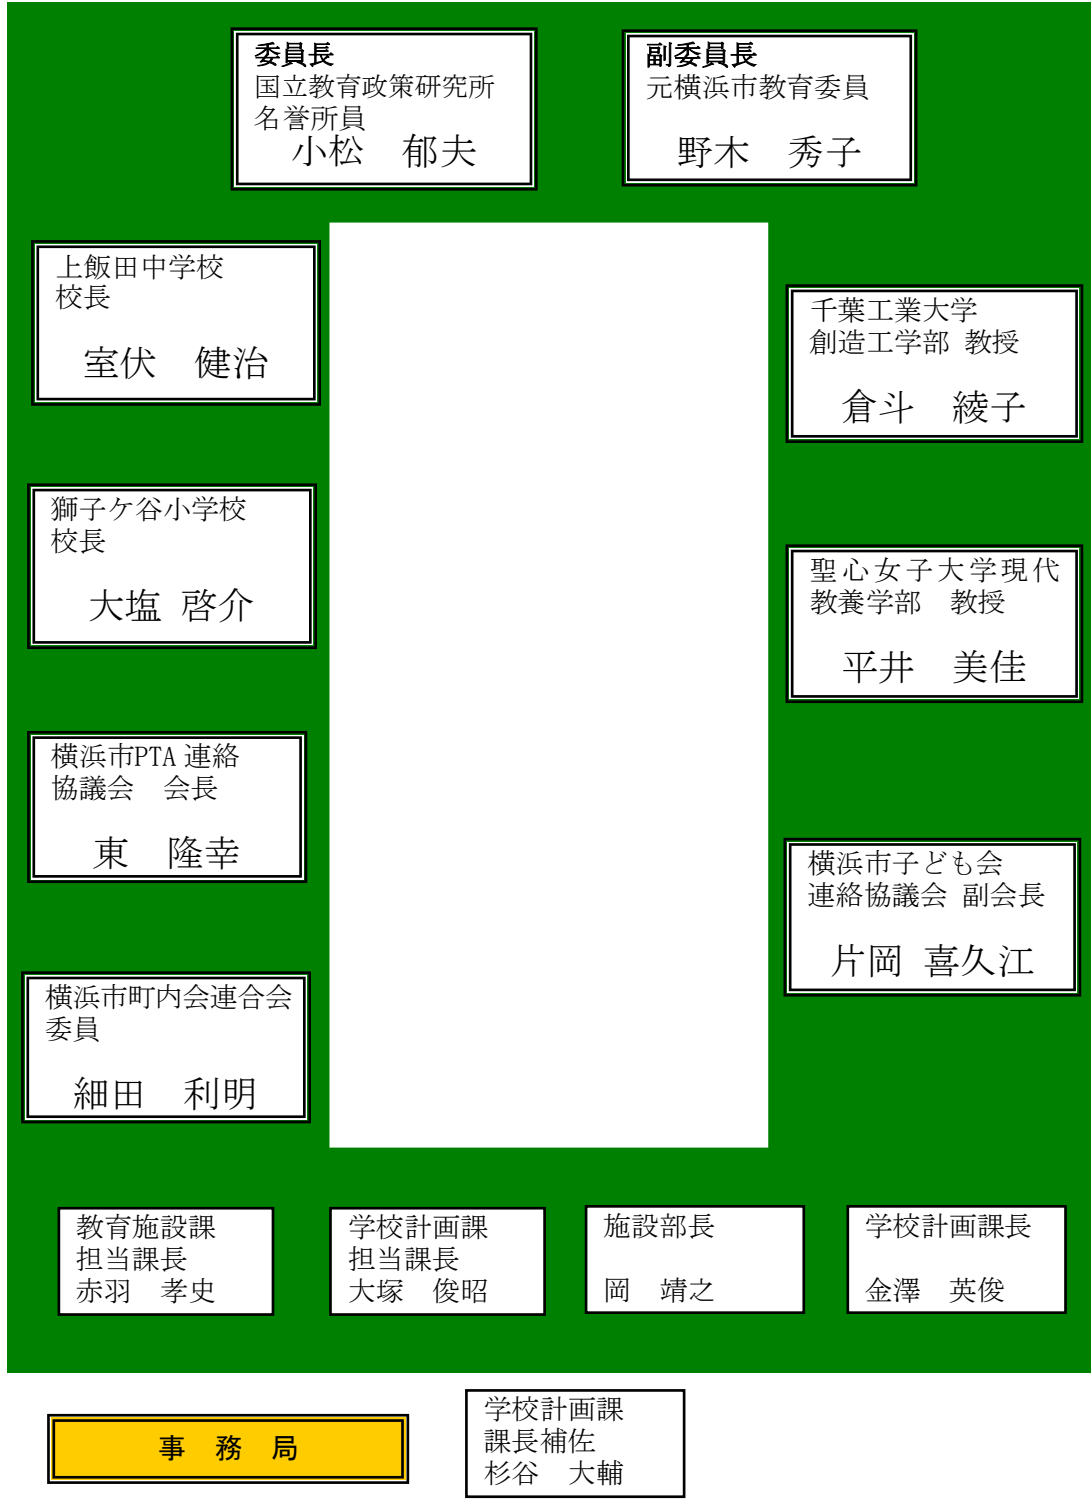 委員長
国立教育政策研究所
名誉所員
小松　郁夫
副委員長
元横浜市教育委員
野木　秀子
上飯田中学校
校長
室伏　健治
千葉工業大学
創造工学部 教授
倉斗　綾子
獅子ケ谷小学校
校長
大塩 啓介
聖心女子大学現代
教養学部　教授
平井　美佳
横浜市PTA 連絡
協議会　会長
東　隆幸
横浜市子ども会
連絡協議会 副会長
片岡 喜久江
横浜市町内会連合会
委員
細田　利明
教育施設課
担当課長
赤羽　孝史
学校計画課
担当課長
大塚　俊昭
施設部長
岡　靖之
学校計画課長
金澤　英俊
事　務　局
学校計画課
課長補佐
杉谷　大輔